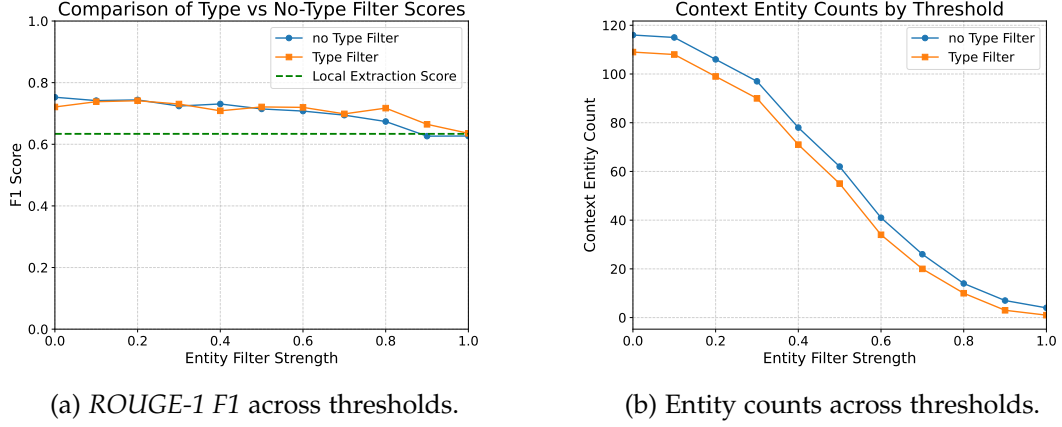 Comparison of Type vs No-Type Filter Scores
1.0
0.8
0.6
0.4
0.2
0.0
F1 Score
no Type Filter
Type Filter
Local Extraction Score
0.0 0.2 0.4 0.6 0.8 1.0
Entity Filter Strength
(a) ROUGE-1 F1 across thresholds.
Context Entity Counts by Threshold
120
100
80
60
40
20
0
Context Entity Count
no Type Filter
Type Filter
0.0 0.2 0.4 0.6 0.8 1.0
Entity Filter Strength
(b) Entity counts across thresholds.